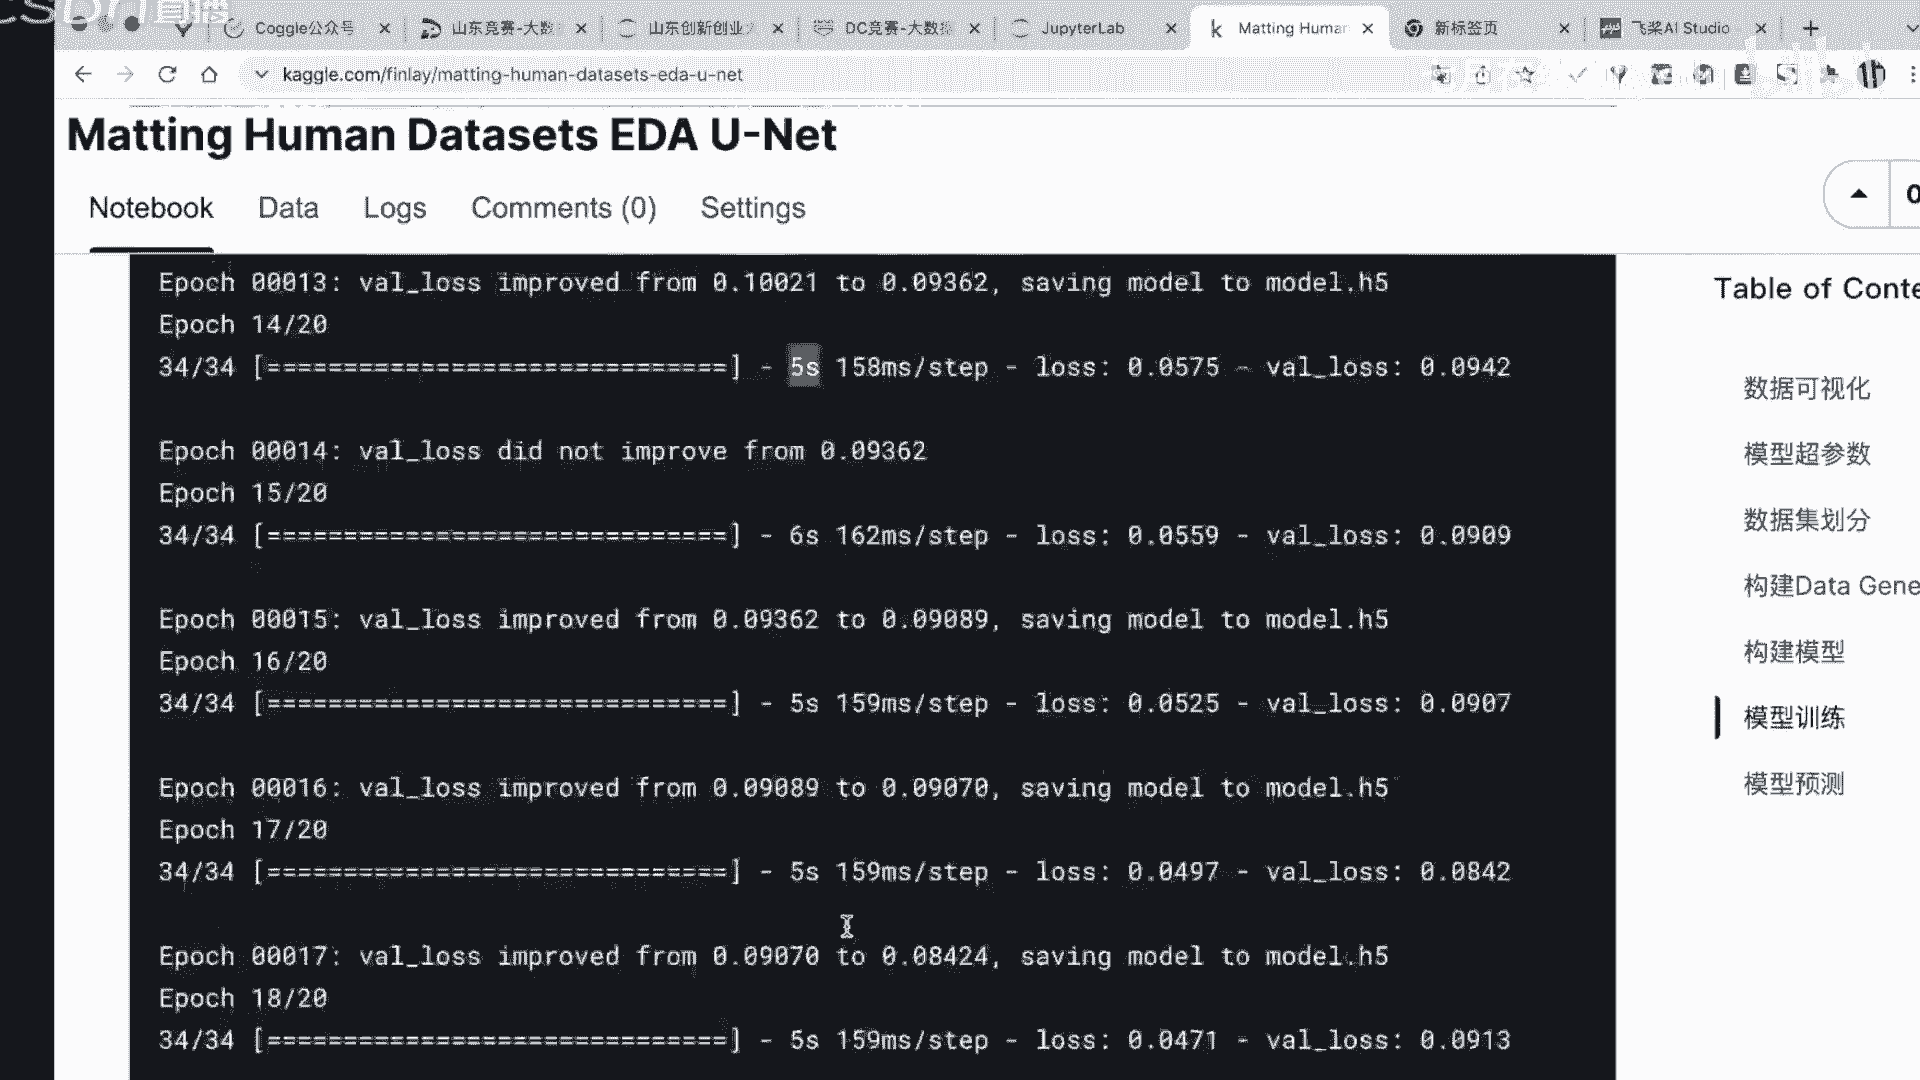 csdn直播
Coggle公众号
山东竞赛-大数
山东创新创业大
DC竞赛-大数据
JupyterLab
Matting Human
新标签页
飞桨AI Studio
kaggle.com/finlay/matting-human-datasets-eda-u-net
Matting Human Datasets EDA U-Net
Notebook Data Logs Comments (0) Settings
0
Epoch 00013: val_loss improved from 0.10021 to 0.09362, saving model to model.h5
Epoch 14/20
34/34 [==============================] - 5s 158ms/step - loss: 0.0575 - val_loss: 0.0942
Epoch 00014: val_loss did not improve from 0.09362
Epoch 15/20
34/34 [==============================] - 6s 162ms/step - loss: 0.0559 - val_loss: 0.0909
Epoch 00015: val_loss improved from 0.09362 to 0.09089, saving model to model.h5
Epoch 16/20
34/34 [==============================] - 5s 159ms/step - loss: 0.0525 - val_loss: 0.0907
Epoch 00016: val_loss improved from 0.09089 to 0.09070, saving model to model.h5
Epoch 17/20
34/34 [==============================] - 5s 159ms/step - loss: 0.0497 - val_loss: 0.0842
Epoch 00017: val_loss improved from 0.09070 to 0.08424, saving model to model.h5
Epoch 18/20
34/34 [==============================] - 5s 159ms/step - loss: 0.0471 - val_loss: 0.0913
Table of Conte
数据可视化
模型超参数
数据集划分
构建Data Gene
构建模型
模型训练
模型预测